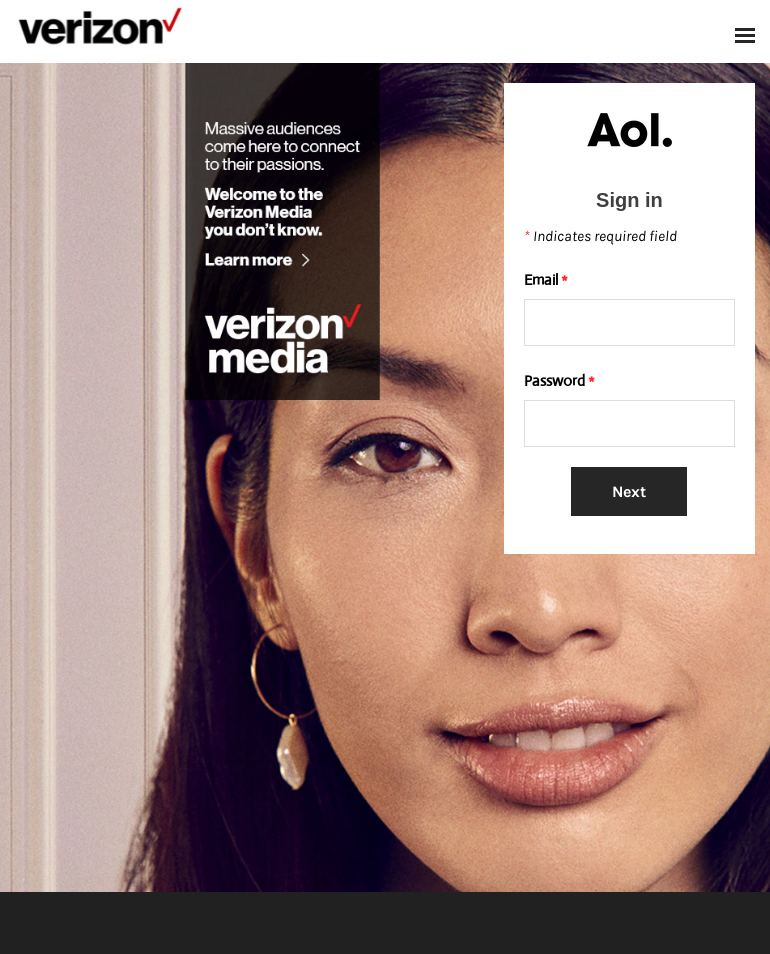 verizon
Massive audiences
come here to connect
to their passions.
Welcome to the
Verizon Media
you don't know.
Learn more
verizon
media
Aol.
Sign in
* Indicates required field
Email *
Password *
Next